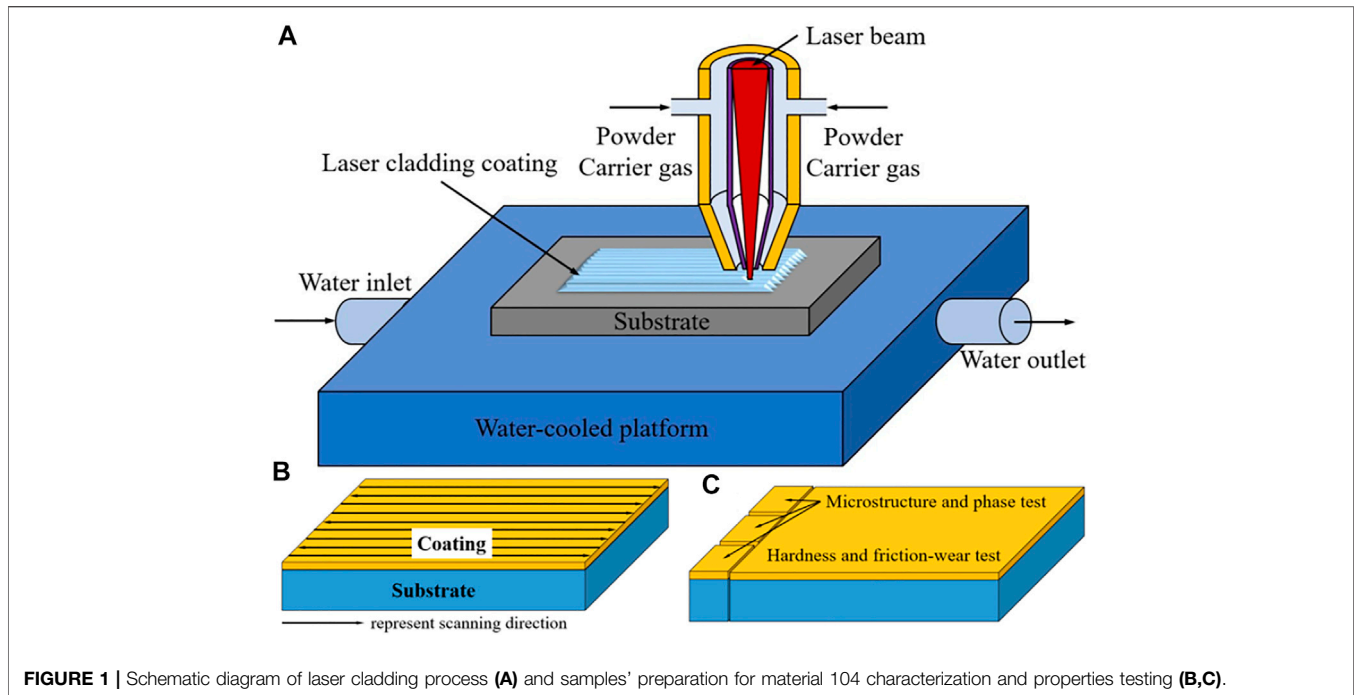 A
Laser beam
Powder
Carrier gas
Powder
Carrier gas
Laser cladding coating
Water inlet
Substrate
Water outlet
Water-cooled platform
B
Coating
Substrate
represent scanning direction
C
Microstructure and phase test
Hardness and friction-wear test
FIGURE 1 | Schematic diagram of laser cladding process (A) and samples' preparation for material 104 characterization and properties testing (B,C).